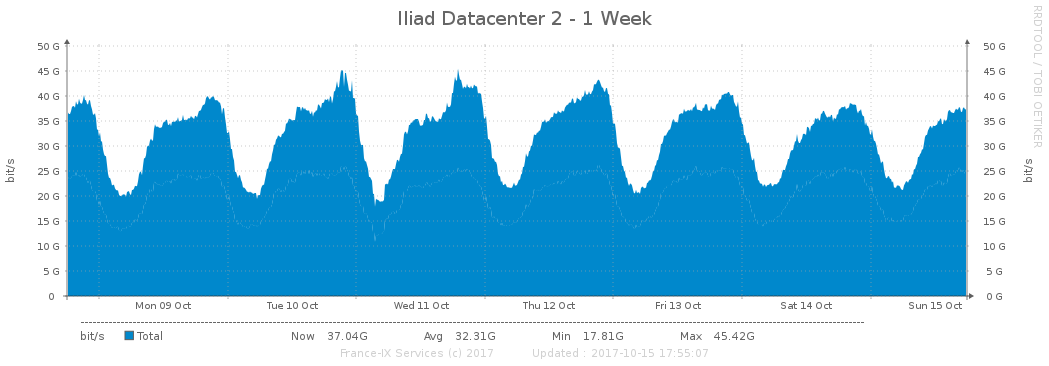 Iliad Datacenter 2 - 1 Week
RRDTOOL / TOBI OETIKER
50 G 50 G
45 G 45 G
40 G 40 G
35 G 35 G
30 G 30 G
25 G 25 G
20 G 20 G
15 G 15 G
10 G 10 G
5 G 5 G
0 0 G
bit/s bit/s
Mon 09 Oct Tue 10 Oct Wed 11 Oct Thu 12 Oct Fri 13 Oct Sat 14 Oct Sun 15 Oct
bit/s Total Now 37.04G Avg 32.31G Min 17.81G Max 45.42G
France-IX Services (c) 2017 Updated : 2017-10-15 17:55:07